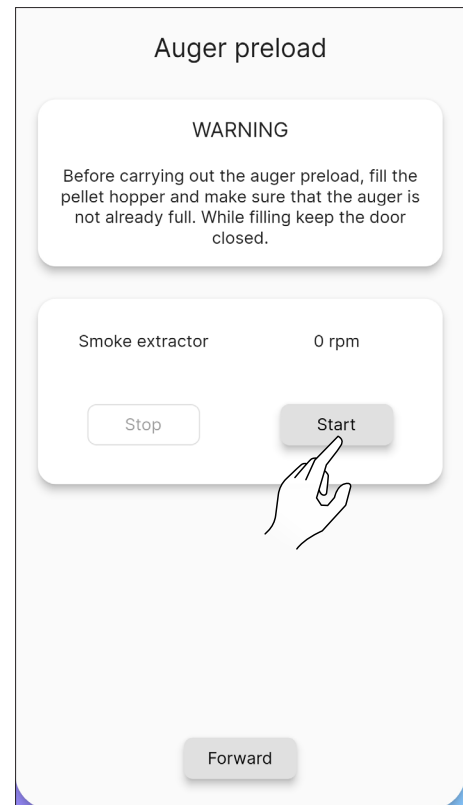 Auger preload
WARNING
Before carrying out the auger preload, fill the
pellet hopper and make sure that the auger is
not already full. While filling keep the door
closed.
Smoke extractor 0 rpm
Stop Start
Forward